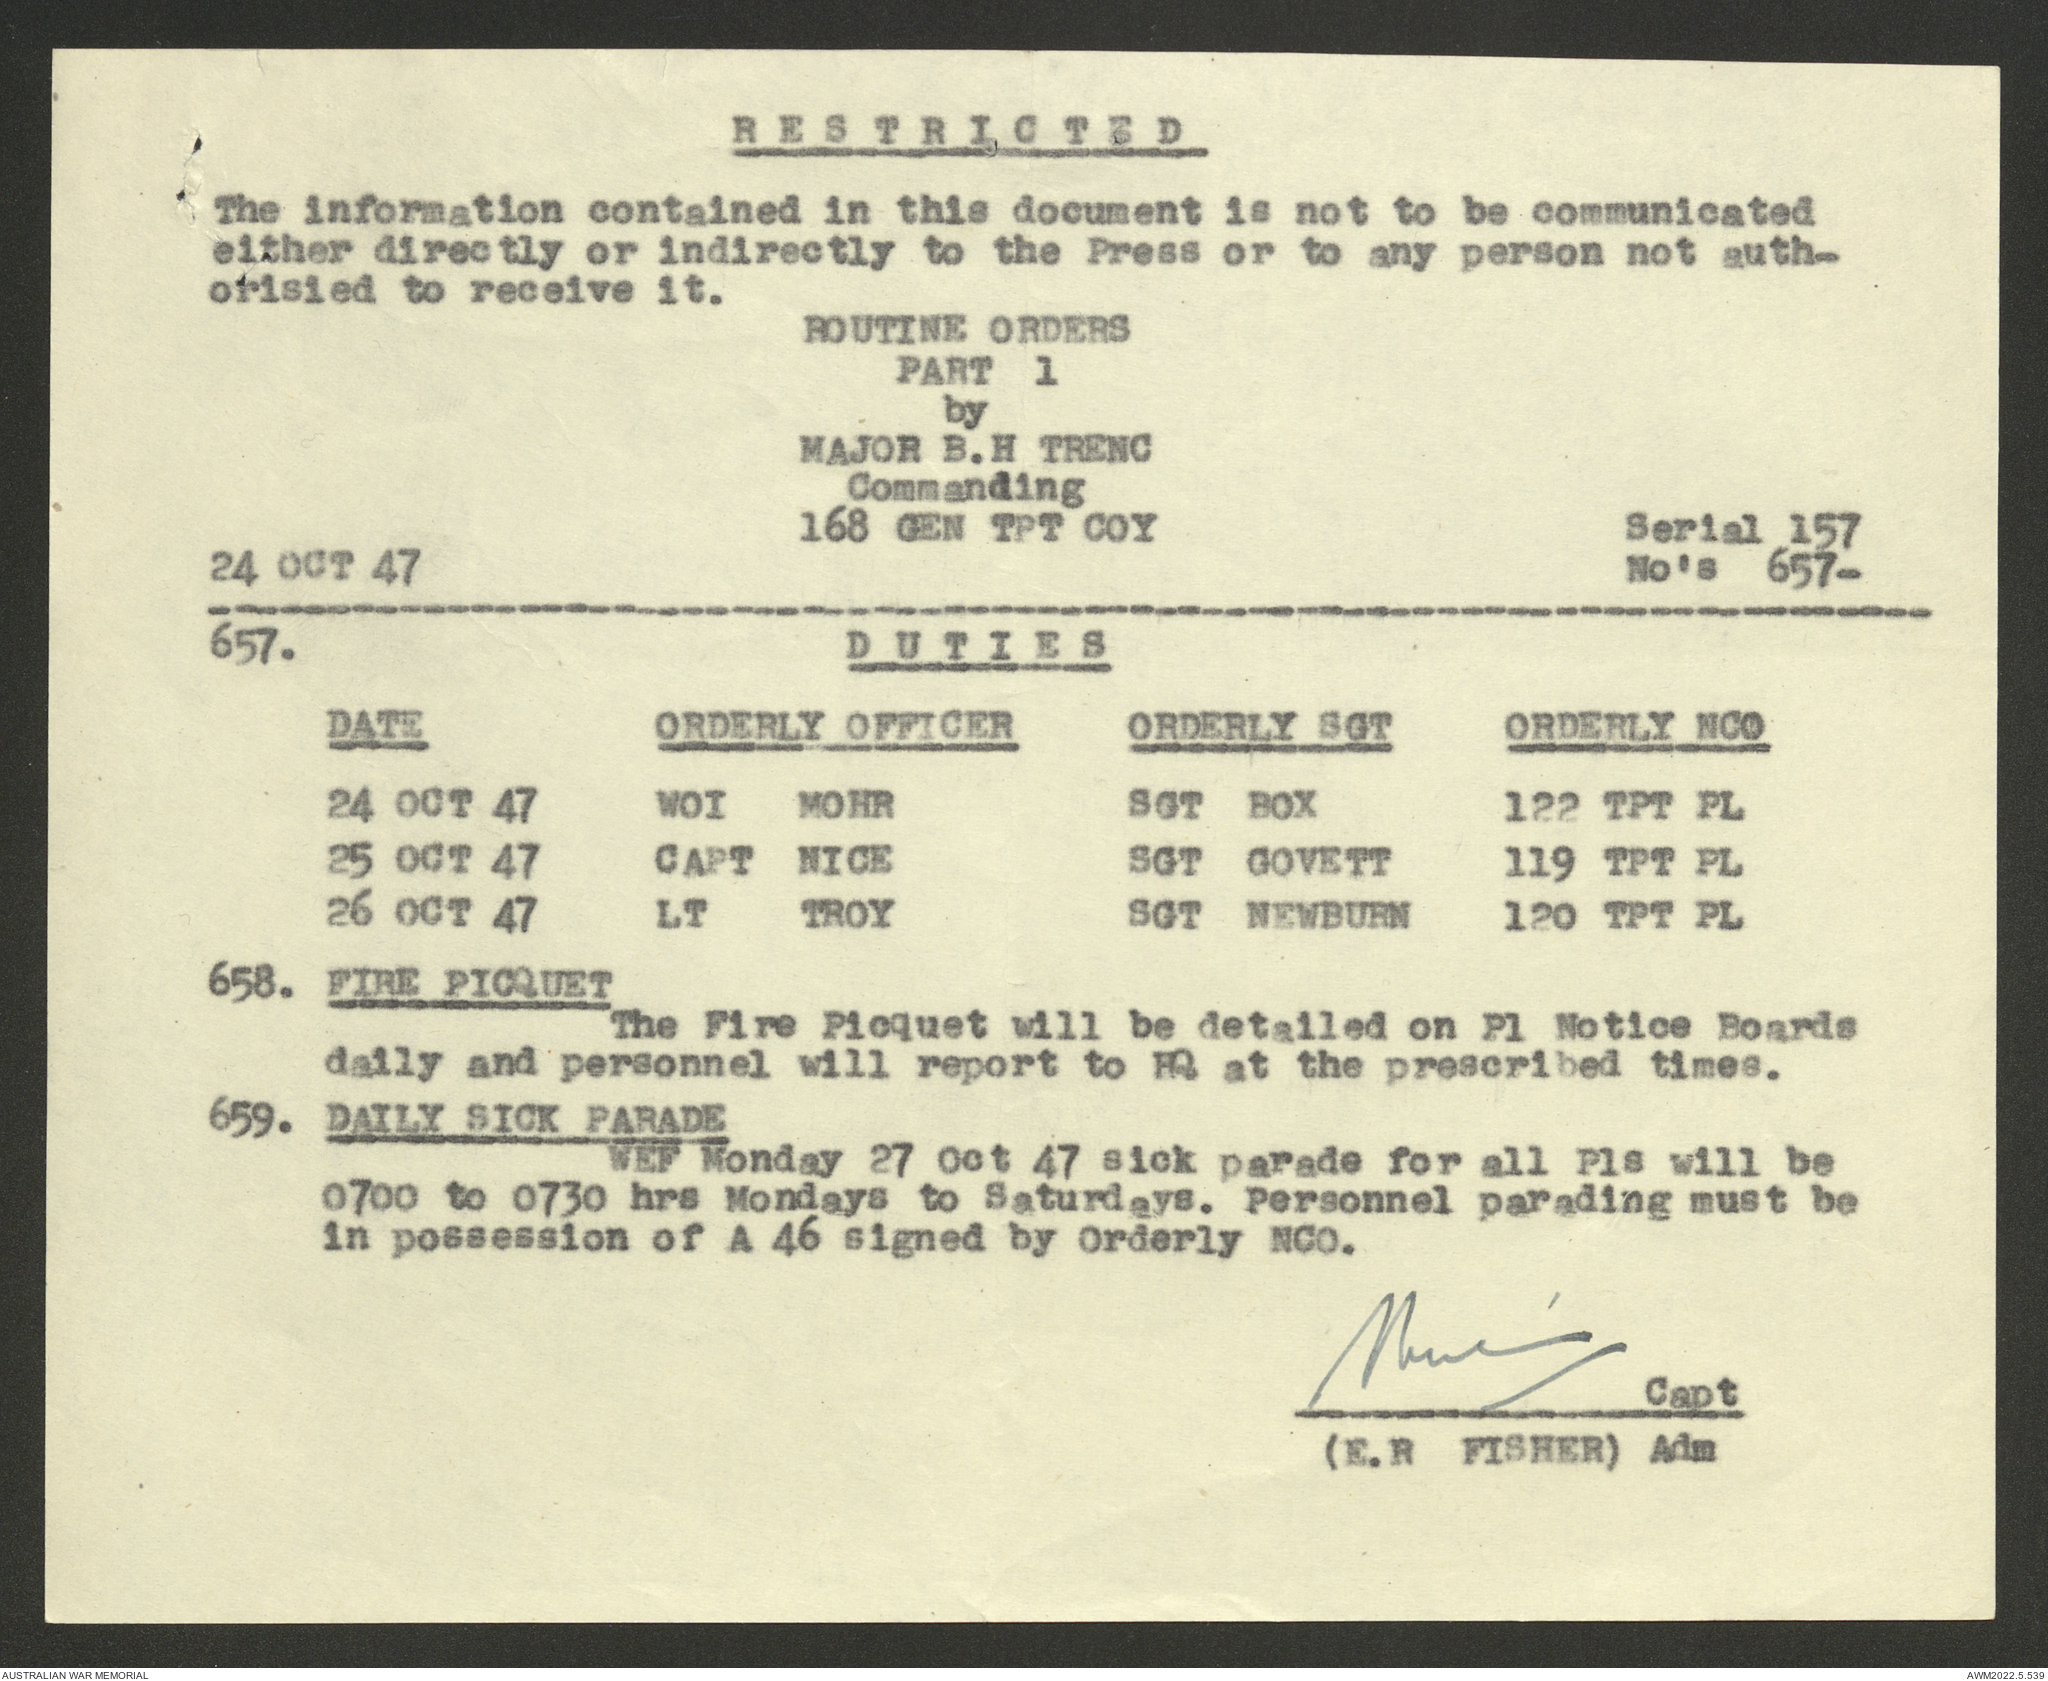 RESTRICTED
The information contained in this document is not to be communicated
either directly or indirectly to the Press or to any person not auth-
orisied to receive it.
ROUTINE ORDERS
PART 1
by
MAJOR B.H TRENC
Commanding
168 GEN TPT COY
Serial 157
24 OCT 47
No's 657-
657. DUTIES
DATE ORDERLY OFFICER ORDERLY SGT ORDERLY NCO
24 OCT 47 WOI MOHR SGT BOX 122 TPT PL
25 OCT 47 CAPT NICE SGT GOVETT 119 TPT PL
26 OCT 47 LT TROY SGT NEWBURN 120 TPT PL
658. FIRE PICQUET
The Fire Picquet will be detailed on Pl Notice Boards
daily and personnel will report to HQ at the prescribed times.
659. DAILY SICK PARADE
WEF Monday 27 Oct 47 sick parade for all Pls will be
0700 to 0730 hrs Mondays to Saturdays. Personnel parading must be
in possession of A 46 signed by Orderly NCO.
Capt
(E.R FISHER) Adm
AUSTRALIAN WAR MEMORIAL
AWM2022.5.539